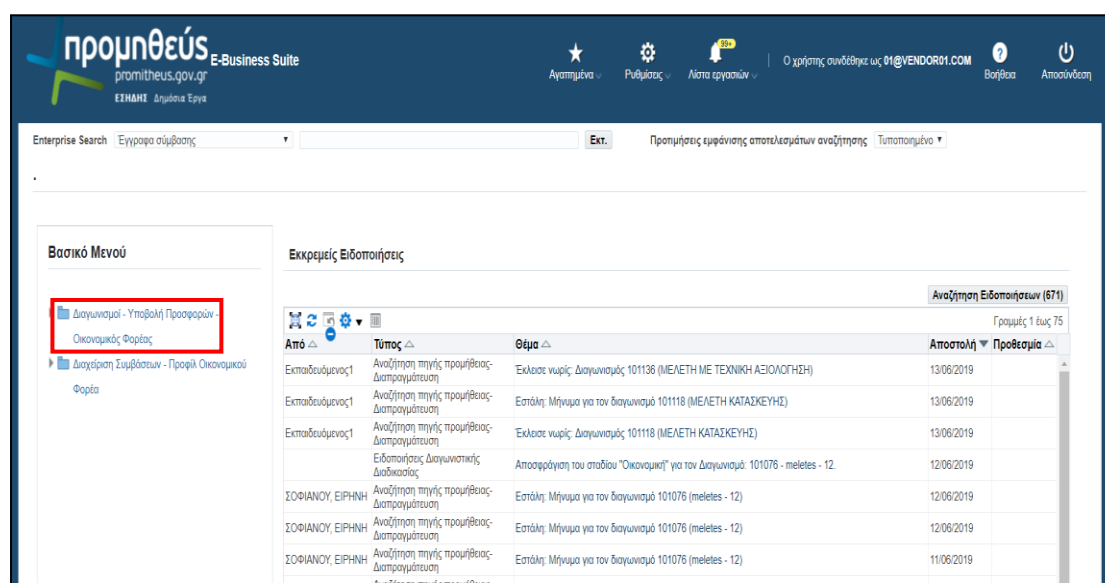 προμηθεύς E-Business Suite
promitheus.gov.gr
ΕΣΗΔΗΣ Δημόσια Έργα
Αγαπημένα
Ρυθμίσεις
99+
Λίστα εργασιών
Ο χρήστης συνδέθηκε ως 01@VENDOR01.COM
?
Βοήθεια
Αποσύνδεση
Enterprise Search Έγγραφα σύμβασης Εκτ. Προτιμήσεις εμφάνισης αποτελεσμάτων αναζήτησης Τυποποιημένο
.
Βασικό Μενού
Διαγωνισμοί - Υποβολή Προσφορών -
Οικονομικός Φορέας
Διαχείριση Συμβάσεων - Προφίλ Οικονομικού
Φορέα
Εκκρεμείς Ειδοποιήσεις
Αναζήτηση Ειδοποιήσεων (671)
Γραμμές 1 έως 75
Από Τύπος Θέμα Αποστολή Προθεσμία
Εκπαιδευόμενος1 Αναζήτηση πηγής προμήθειας-
Διαπραγμάτευση Έκλεισε νωρίς: Διαγωνισμός 101136 (ΜΕΛΕΤΗ ΜΕ ΤΕΧΝΙΚΗ ΑΞΙΟΛΟΓΗΣΗ) 13/06/2019
Εκπαιδευόμενος1 Αναζήτηση πηγής προμήθειας-
Διαπραγμάτευση Εστάλη: Μήνυμα για τον διαγωνισμό 101118 (ΜΕΛΕΤΗ ΚΑΤΑΣΚΕΥΗΣ) 13/06/2019
Εκπαιδευόμενος1 Αναζήτηση πηγής προμήθειας-
Διαπραγμάτευση Έκλεισε νωρίς: Διαγωνισμός 101118 (ΜΕΛΕΤΗ ΚΑΤΑΣΚΕΥΗΣ) 13/06/2019
Ειδοποιήσεις Διαγωνιστικής
Διαδικασίας Αποσφράγιση του σταδίου "Οικονομική" για τον Διαγωνισμό: 101076 - meletes - 12. 12/06/2019
ΣΟΦΙΑΝΟΥ, ΕΙΡΗΝΗ Αναζήτηση πηγής προμήθειας-
Διαπραγμάτευση Εστάλη: Μήνυμα για τον διαγωνισμό 101076 (meletes - 12) 12/06/2019
ΣΟΦΙΑΝΟΥ, ΕΙΡΗΝΗ Αναζήτηση πηγής προμήθειας-
Διαπραγμάτευση Εστάλη: Μήνυμα για τον διαγωνισμό 101076 (meletes - 12) 12/06/2019
ΣΟΦΙΑΝΟΥ, ΕΙΡΗΝΗ Αναζήτηση πηγής προμήθειας-
Διαπραγμάτευση Εστάλη: Μήνυμα για τον διαγωνισμό 101076 (meletes - 12) 11/06/2019